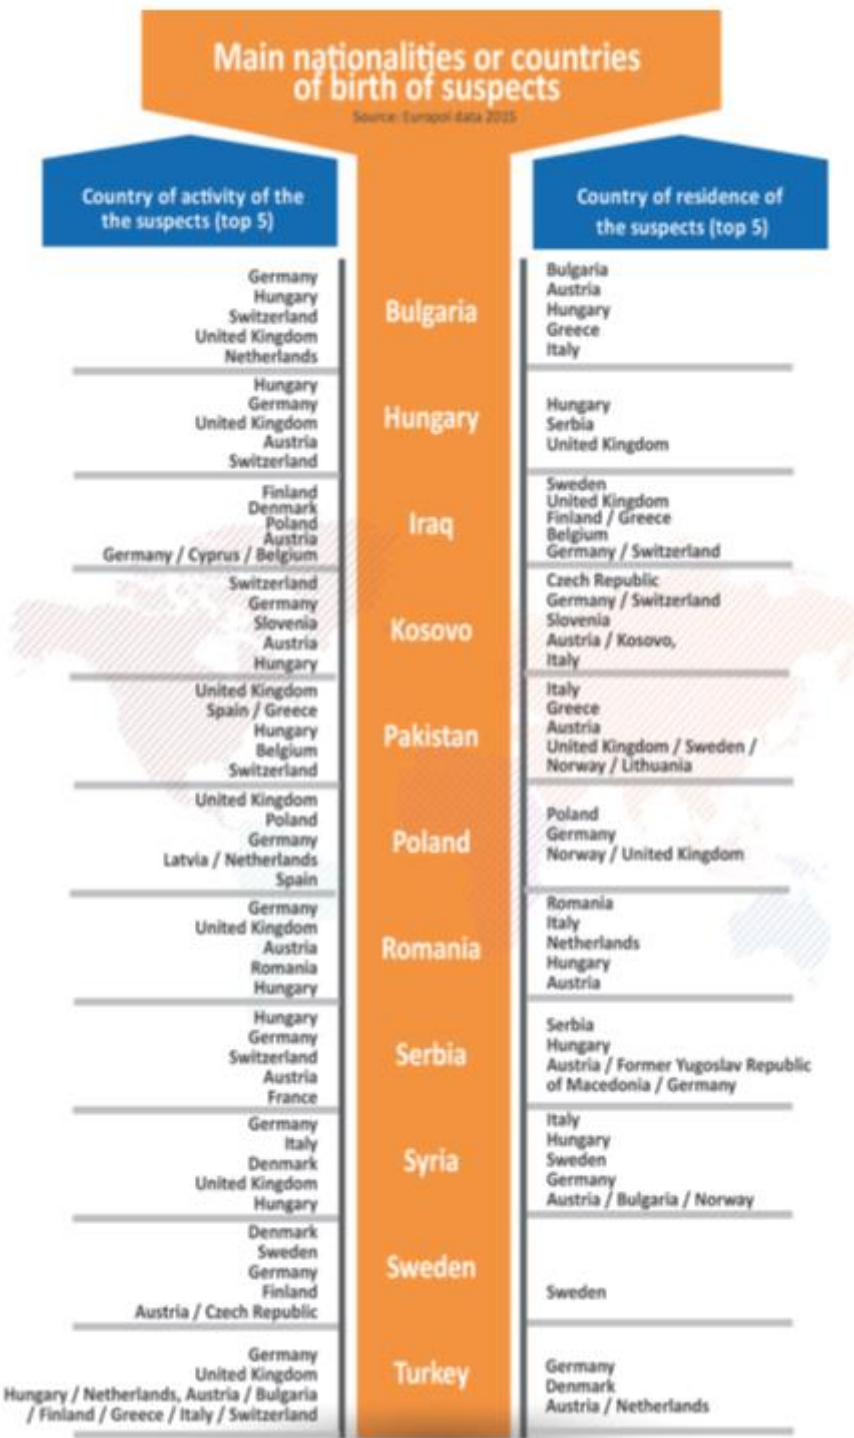 Main nationalities or countries
of birth of suspects
Source: Europol data 2015
Country of activity of the
the suspects (top 5)
Country of residence of
the suspects (top 5)
Germany
Hungary
Switzerland
United Kingdom
Netherlands
Bulgaria
Bulgaria
Austria
Hungary
Greece
Italy
Hungary
Germany
United Kingdom
Austria
Switzerland
Hungary
Hungary
Serbia
United Kingdom
Finland
Denmark
Poland
Austria
Germany / Cyprus / Belgium
Iraq
Sweden
United Kingdom
Finland / Greece
Belgium
Germany / Switzerland
Switzerland
Germany
Slovenia
Austria
Hungary
Kosovo
Czech Republic
Germany / Switzerland
Slovenia
Austria / Kosovo,
Italy
United Kingdom
Spain / Greece
Hungary
Belgium
Switzerland
Pakistan
Italy
Greece
Austria
United Kingdom / Sweden /
Norway / Lithuania
United Kingdom
Poland
Germany
Latvia / Netherlands
Spain
Poland
Poland
Germany
Norway / United Kingdom
Germany
United Kingdom
Austria
Romania
Hungary
Romania
Romania
Italy
Netherlands
Hungary
Austria
Hungary
Germany
Switzerland
Austria
France
Serbia
Serbia
Hungary
Austria / Former Yugoslav Republic
of Macedonia / Germany
Germany
Italy
Denmark
United Kingdom
Hungary
Syria
Italy
Hungary
Sweden
Germany
Austria / Bulgaria / Norway
Denmark
Sweden
Germany
Finland
Austria / Czech Republic
Sweden
Sweden
Germany
United Kingdom
Hungary / Netherlands, Austria / Bulgaria
/ Finland / Greece / Italy / Switzerland
Turkey
Germany
Denmark
Austria / Netherlands